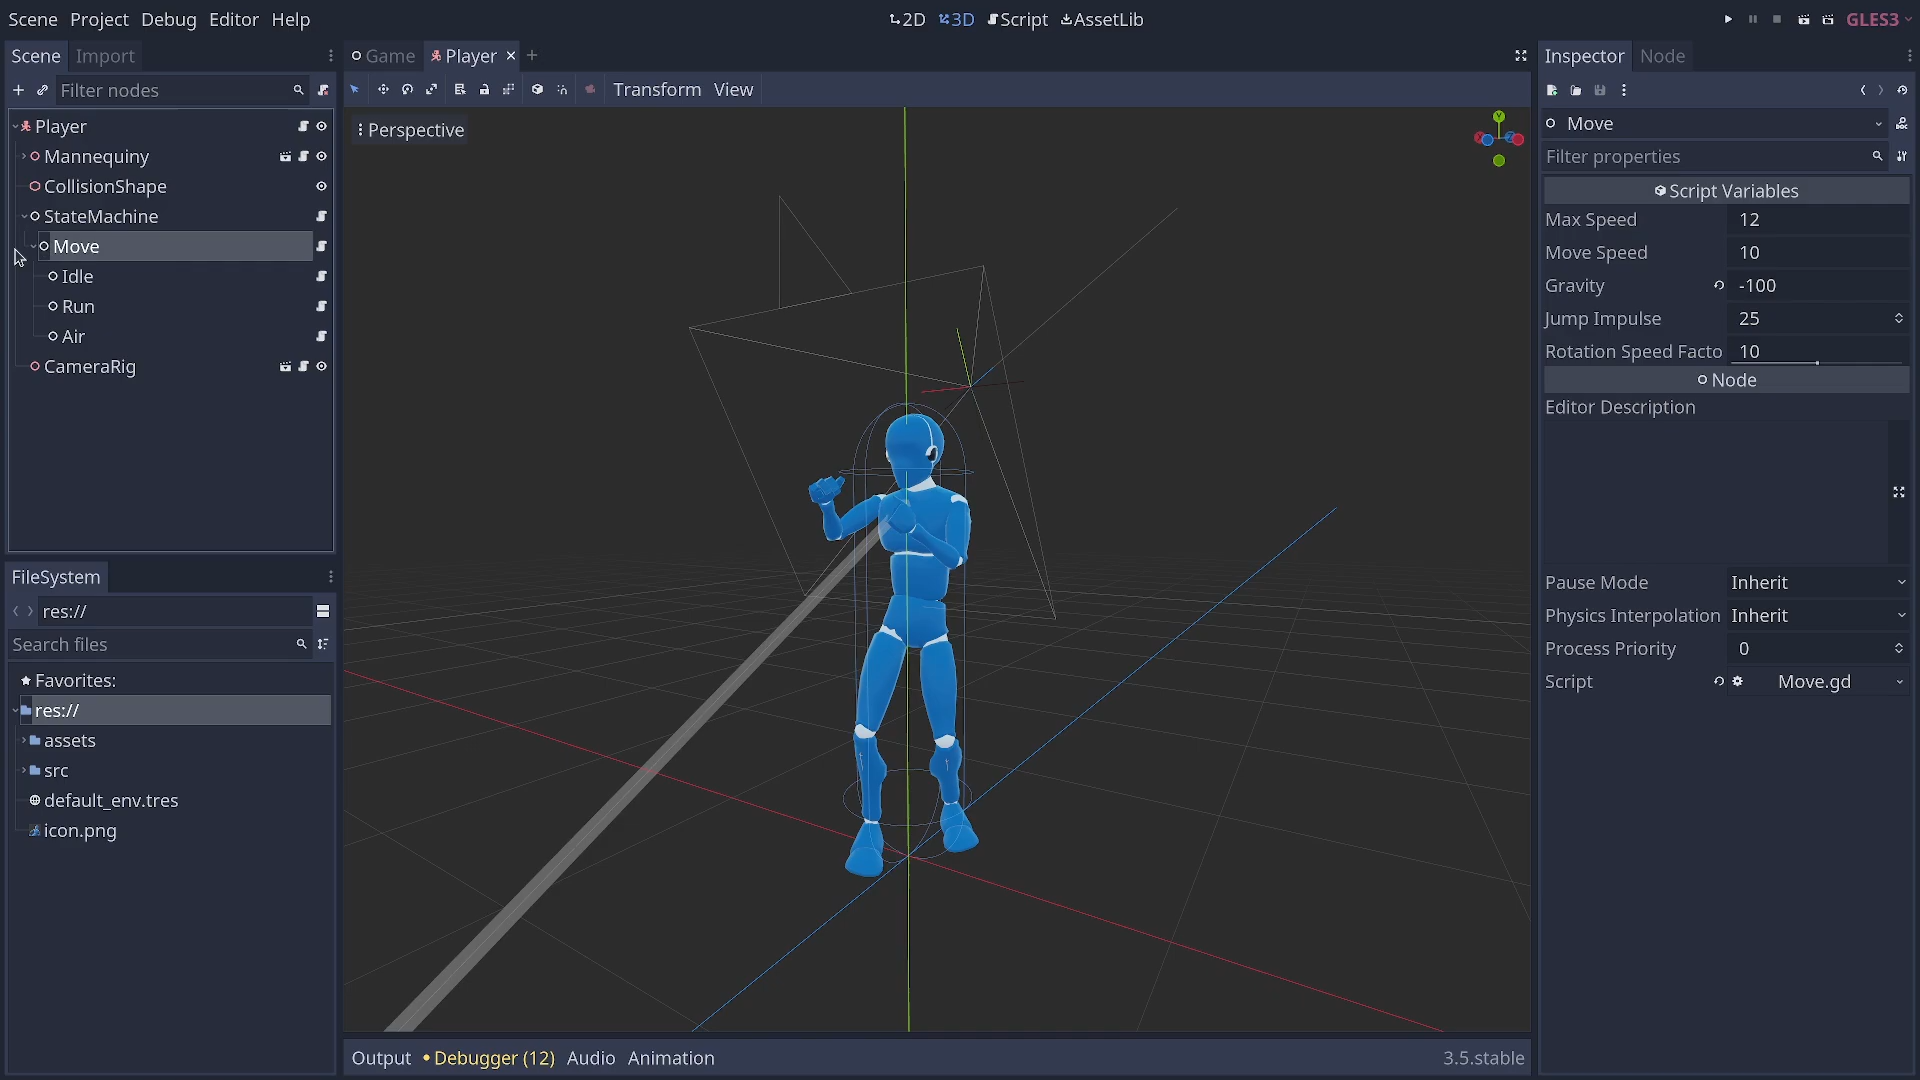 Scene Project Debug Editor Help
2D 3D Script AssetLib
GLES3
Scene Import
Filter nodes
Player
Mannequiny
CollisionShape
StateMachine
Move
Idle
Run
Air
CameraRig
FileSystem
res://
Search files
Favorites:
res://
assets
src
default_env.tres
icon.png
Game Player
Transform View
Perspective
Y
Z
Output Debugger (12) Audio Animation
3.5.stable
Inspector Node
Move
Filter properties
Script Variables
Max Speed 12
Move Speed 10
Gravity -100
Jump Impulse 25
Rotation Speed Facto 10
Node
Editor Description
Pause Mode Inherit
Physics Interpolation Inherit
Process Priority 0
Script Move.gd